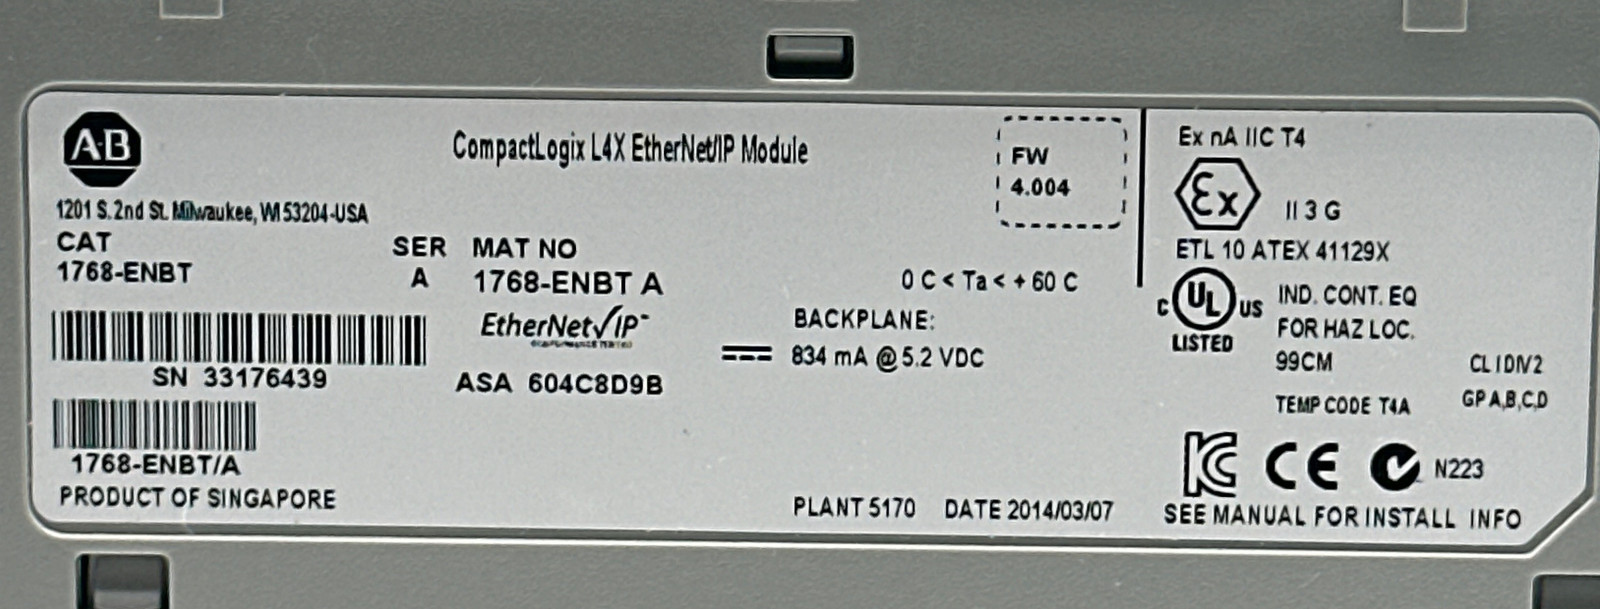 A-B
CompactLogix L4X EtherNet/IP Module
FW
4.004
1201 S. 2nd St. Milwaukee, WI 53204-USA
CAT
1768-ENBT
SER
A
MAT NO
1768-ENBT A
0 C < Ta < + 60 C
EtherNet/IP
BACKPLANE:
834 mA @ 5.2 VDC
SN 33176439
ASA 604C8D9B
1768-ENBT/A
PRODUCT OF SINGAPORE
PLANT 5170 DATE 2014/03/07
Ex nA IIC T4
Ex II 3 G
ETL 10 ATEX 41129X
C UL US
LISTED
IND. CONT. EQ
FOR HAZ LOC.
99CM CL I DIV 2
TEMP CODE T4A GP A,B,C,D
KC CE N223
SEE MANUAL FOR INSTALL INFO